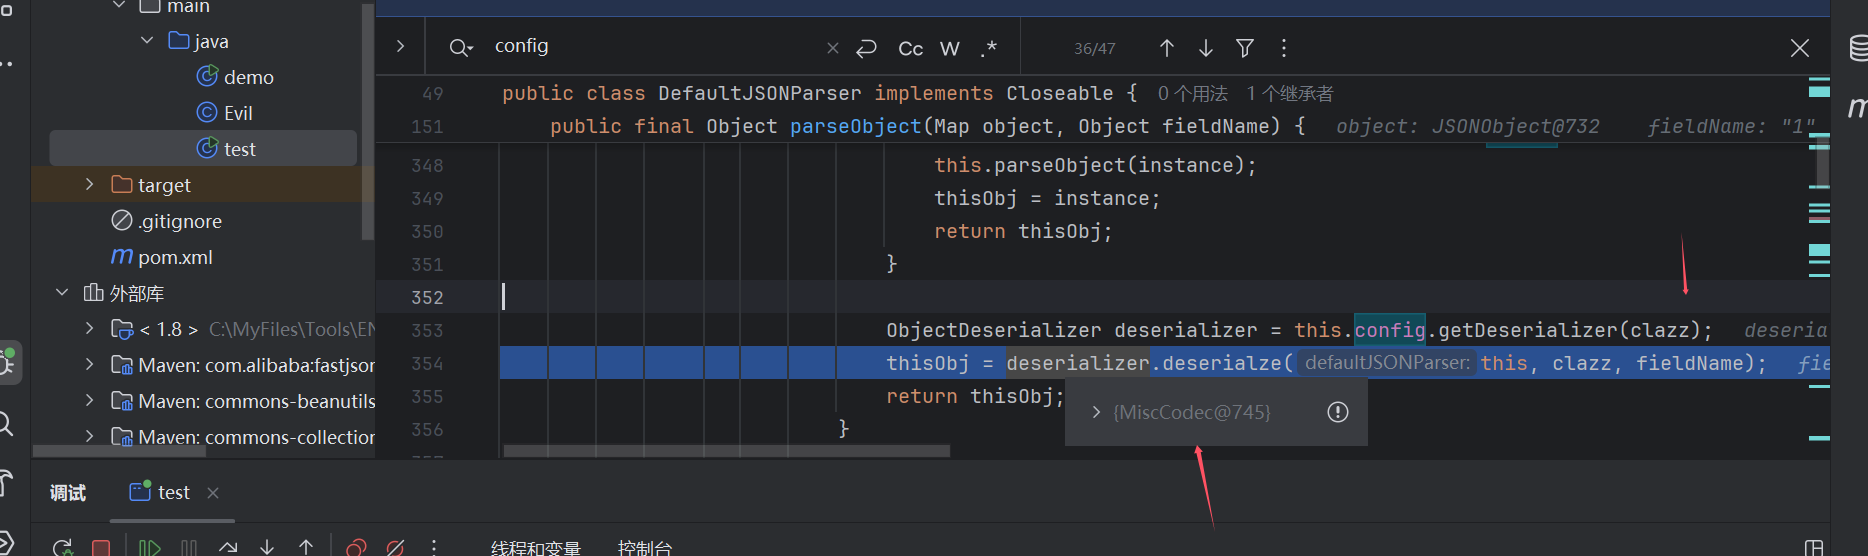 main
java
demo
Evil
test
target
.gitignore
pom.xml
外部库
< 1.8 > C:\MyFiles\Tools\EN
Maven: com.alibaba:fastjson
Maven: commons-beanutils
Maven: commons-collection
config
Cc W .*
36/47
49 public class DefaultJSONParser implements Closeable { 0 个用法 1 个继承者
151 public final Object parseObject(Map object, Object fieldName) { object: JSONObject@732 fieldName: "1"
348 this.parseObject(instance);
349 thisObj = instance;
350 return thisObj;
351 }
352
353 ObjectDeserializer deserializer = this.config.getDeserializer(clazz); deseria
354 thisObj = deserializer.deserialze( defaultJSONParser: this, clazz, fieldName); fie
355 return thisObj;
{MiscCodec@745}
356 }
调试
test
线程和变量
控制台